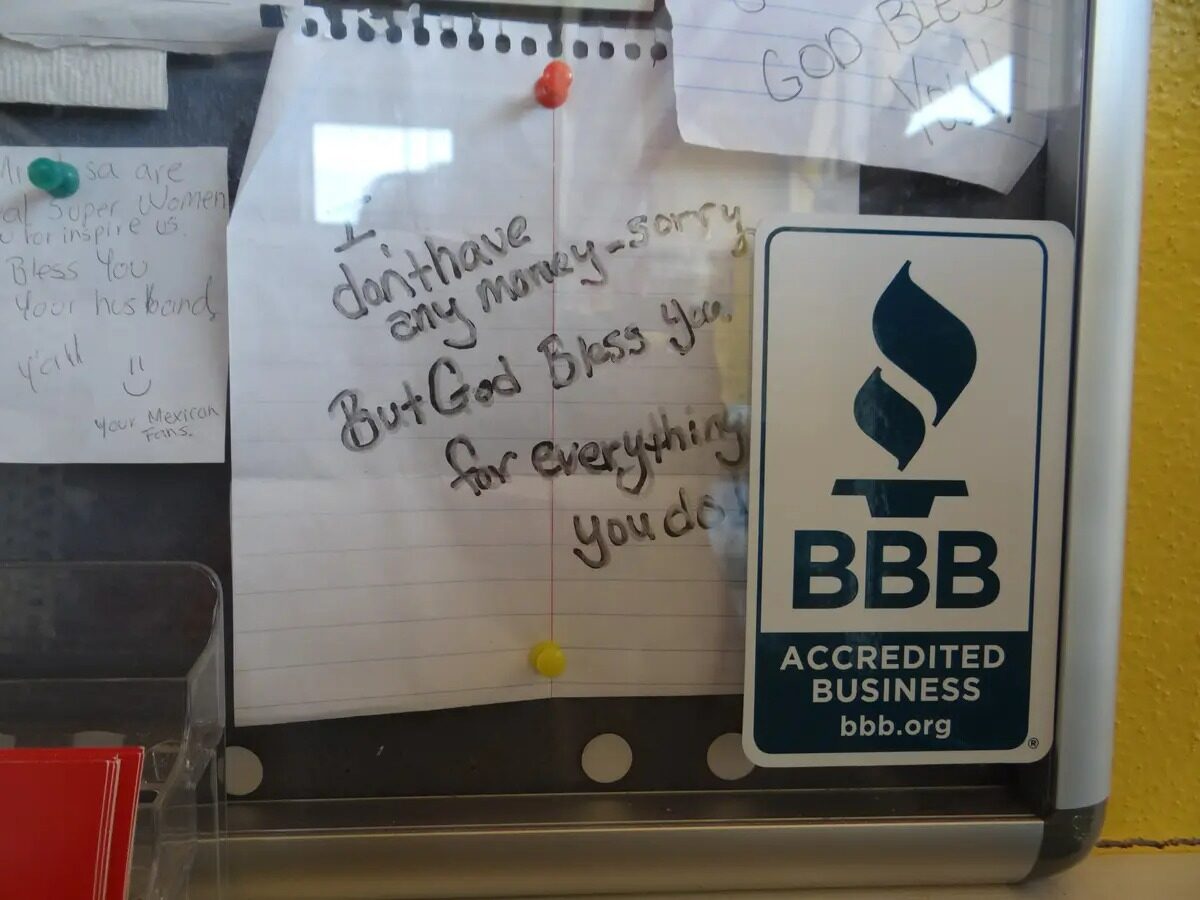 GOD BLESS
YOU!!
sa are
Super Women
for inspire us.
Bless You
Your husband,
y'all
Your Mexican
Fans.
I
don't have
any money - sorry
But God Bless You.
for everything
you do!
BBB
ACCREDITED
BUSINESS
bbb.org
®